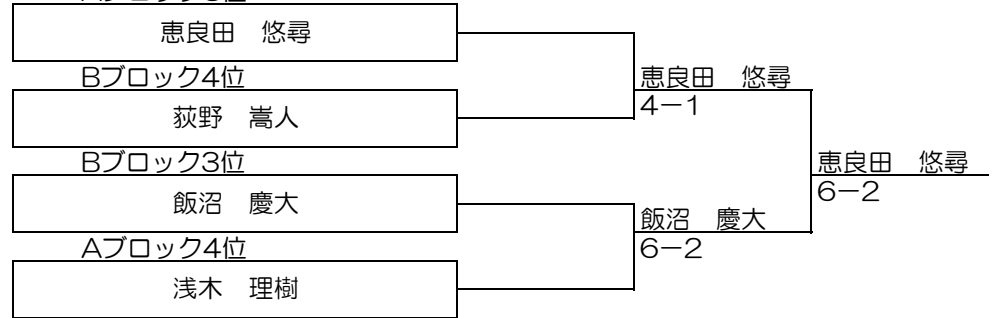 恵良田　悠尋
Bブロック4位
荻野　嵩人
Bブロック3位
飯沼　慶大
Aブロック4位
浅木　理樹
恵良田　悠尋
4－1
飯沼　慶大
6－2
恵良田　悠尋
6－2